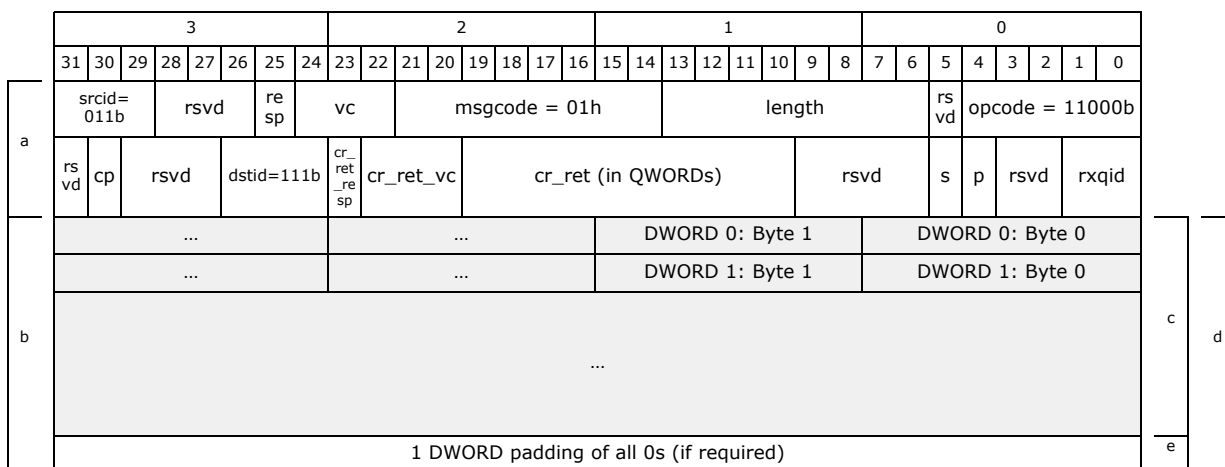 3 2 1 0
31 30 29 28 27 26 25 24 23 22 21 20 19 18 17 16 15 14 13 12 11 10 9 8 7 6 5 4 3 2 1 0
a
srcid=
011b
rsvd
re
sp
vc
msgcode = 01h
length
rs
vd
opcode = 11000b
rs
vd
cp
rsvd
dstid=111b
cr_
ret
_re
sp
cr_ret_vc
cr_ret (in QWORDs)
rsvd
s
p
rsvd
rxqid
b
... ... DWORD 0: Byte 1 DWORD 0: Byte 0
... ... DWORD 1: Byte 1 DWORD 1: Byte 0
...
c
d
1 DWORD padding of all 0s (if required)
e